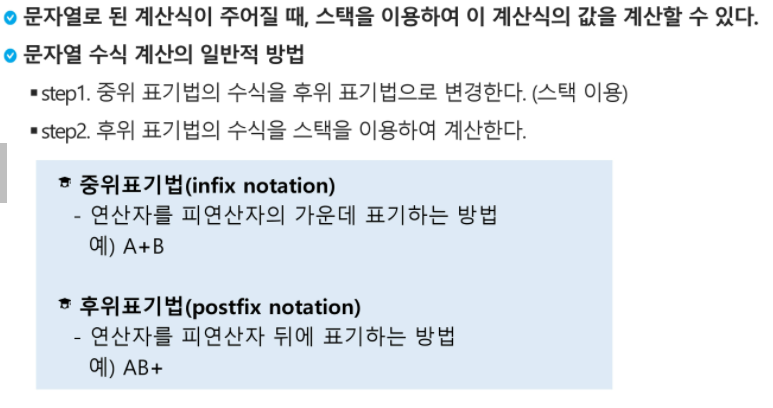 문자열로 된 계산식이 주어질 때, 스택을 이용하여 이 계산식의 값을 계산할 수 있다.
문자열 수식 계산의 일반적 방법
▪step1. 중위 표기법의 수식을 후위 표기법으로 변경한다. (스택 이용)
▪step2. 후위 표기법의 수식을 스택을 이용하여 계산한다.
중위표기법(infix notation)
- 연산자를 피연산자의 가운데 표기하는 방법
예) A+B
후위표기법(postfix notation)
- 연산자를 피연산자 뒤에 표기하는 방법
예) AB+